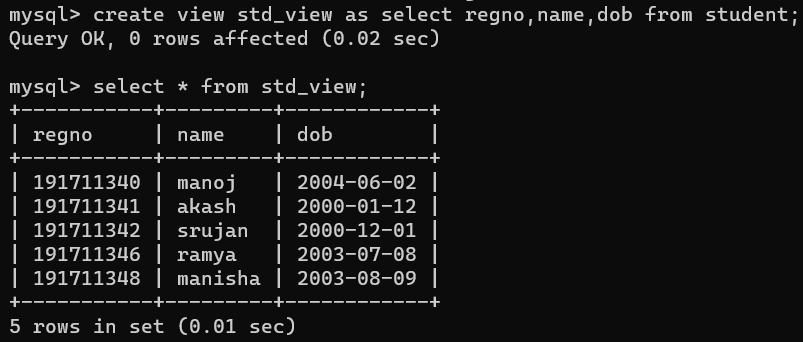 mysql> create view std_view as select regno,name,dob from student;
Query OK, 0 rows affected (0.02 sec)

mysql> select * from std_view;
+-----------+---------+------------+
| regno     | name    | dob        |
+-----------+---------+------------+
| 191711340 | manoj   | 2004-06-02 |
| 191711341 | akash   | 2000-01-12 |
| 191711342 | srujan  | 2000-12-01 |
| 191711346 | ramya   | 2003-07-08 |
| 191711348 | manisha | 2003-08-09 |
+-----------+---------+------------+
5 rows in set (0.01 sec)